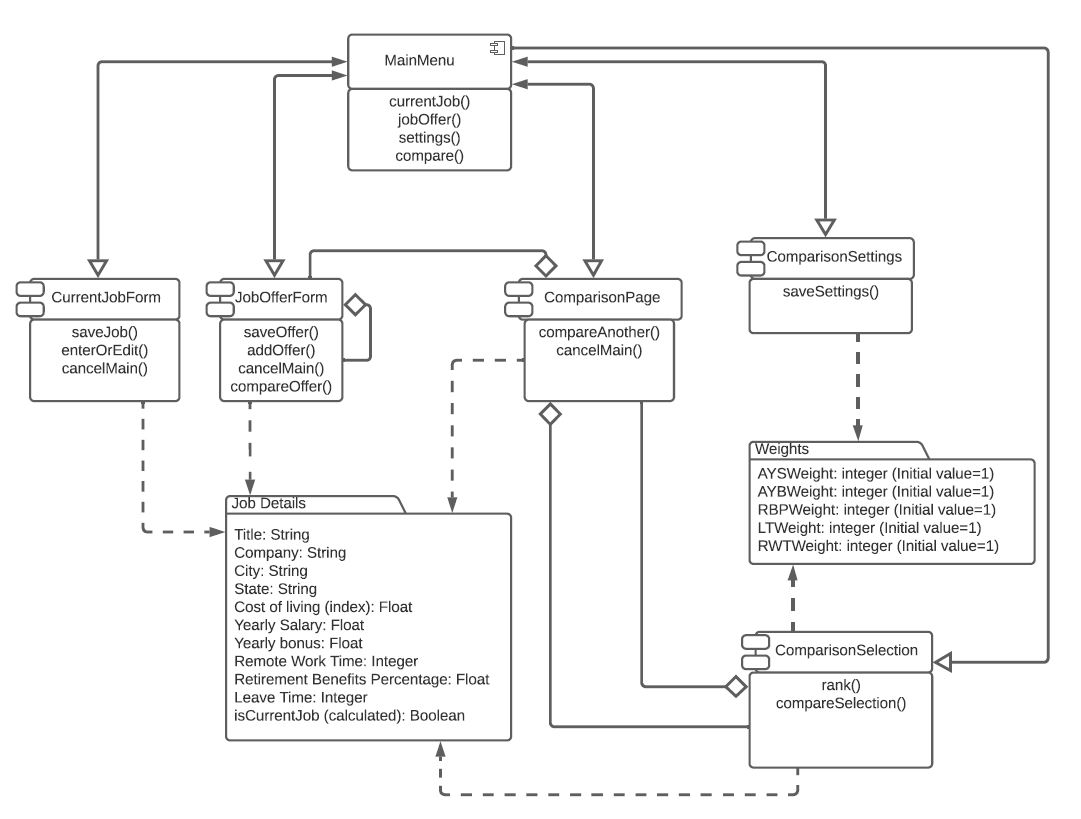 MainMenu
currentJob()
jobOffer()
settings()
compare()
CurrentJobForm
saveJob()
enterOrEdit()
cancelMain()
JobOfferForm
saveOffer()
addOffer()
cancelMain()
compareOffer()
ComparisonPage
compareAnother()
cancelMain()
ComparisonSettings
saveSettings()
Weights
AYSWeight: integer (Initial value=1)
AYBWeight: integer (Initial value=1)
RBPWeight: integer (Initial value=1)
LTWeight: integer (Initial value=1)
RWTWeight: integer (Initial value=1)
Job Details
Title: String
Company: String
City: String
State: String
Cost of living (index): Float
Yearly Salary: Float
Yearly bonus: Float
Remote Work Time: Integer
Retirement Benefits Percentage: Float
Leave Time: Integer
isCurrentJob (calculated): Boolean
ComparisonSelection
rank()
compareSelection()